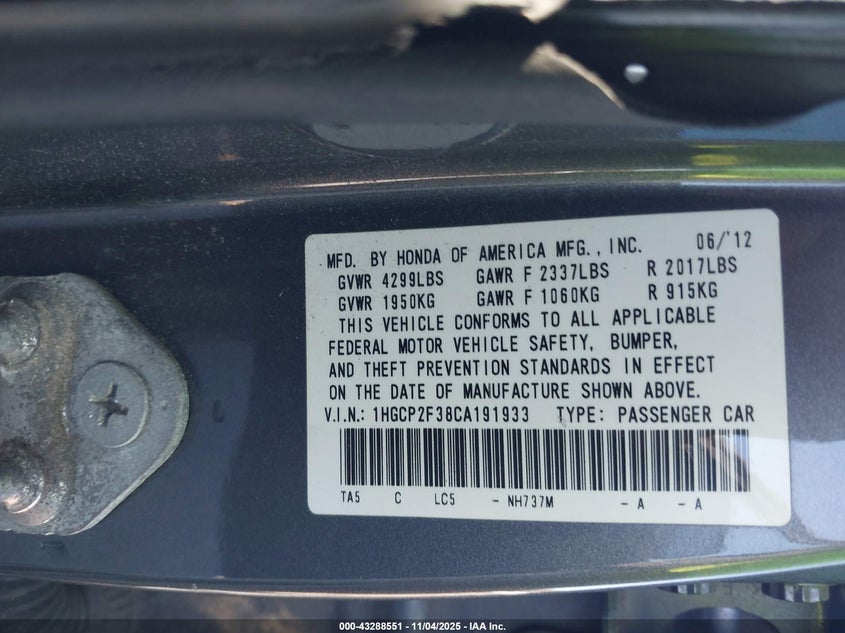 MFD. BY HONDA OF AMERICA MFG., INC. 06/'12
GVWR 4299LBS GAWR F 2337LBS R 2017LBS
GVWR 1950KG GAWR F 1060KG R 915KG
THIS VEHICLE CONFORMS TO ALL APPLICABLE
FEDERAL MOTOR VEHICLE SAFETY, BUMPER,
AND THEFT PREVENTION STANDARDS IN EFFECT
ON THE DATE OF MANUFACTURE SHOWN ABOVE.
V.I.N.: 1HGCP2F38CA191933 TYPE: PASSENGER CAR
TA5 C LC5 - NH737M - A - A
000-43288551 - 11/04/2025 - IAA Inc.